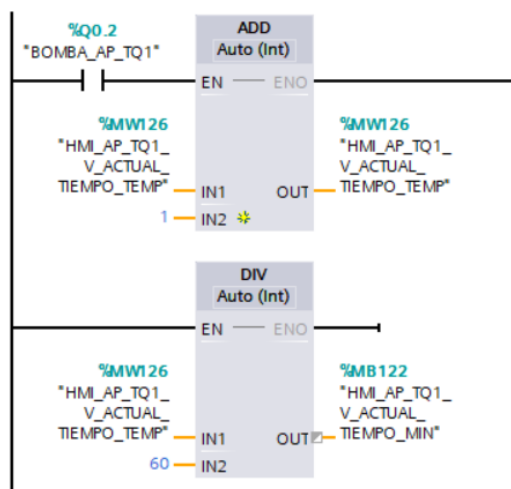 %Q0.2
"BOMBA_AP_TQ1"
ADD
Auto (Int)
EN
ENO
%MW126
"HMI_AP_TQ1_
V_ACTUAL_
TIEMPO_TEMP"
IN1
1
IN2
OUT
%MW126
"HMI_AP_TQ1_
V_ACTUAL_
TIEMPO_TEMP"
DIV
Auto (Int)
EN
ENO
%MW126
"HMI_AP_TQ1_
V_ACTUAL_
TIEMPO_TEMP"
IN1
60
IN2
OUT
%MB122
"HMI_AP_TQ1_
V_ACTUAL_
TIEMPO_MIN"